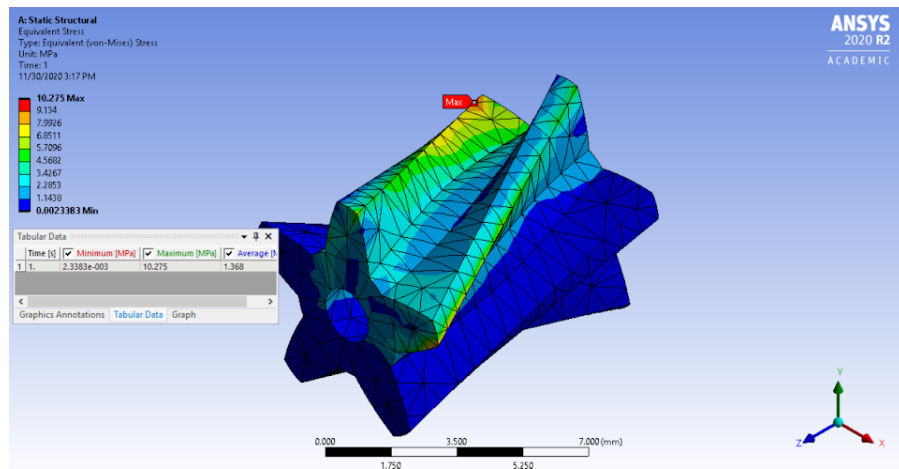 A: Static Structural
Equivalent Stress
Type: Equivalent (von-Mises) Stress
Unit: MPa
Time: 1
11/30/2020 3:17 PM
ANSYS
2020 R2
ACADEMIC
10.275 Max
9.134
7.9926
6.8511
5.7096
4.5682
3.4267
2.2853
1.1438
0.0023383 Min
Max
Tabular Data
Time [s] Minimum [MPa] Maximum [MPa] Average [M
1 1. 2.3383e-003 10.275 1.368
Graphics Annotations Tabular Data Graph
0.000 3.500 7.000 (mm)
1.750 5.250
Y
Z X